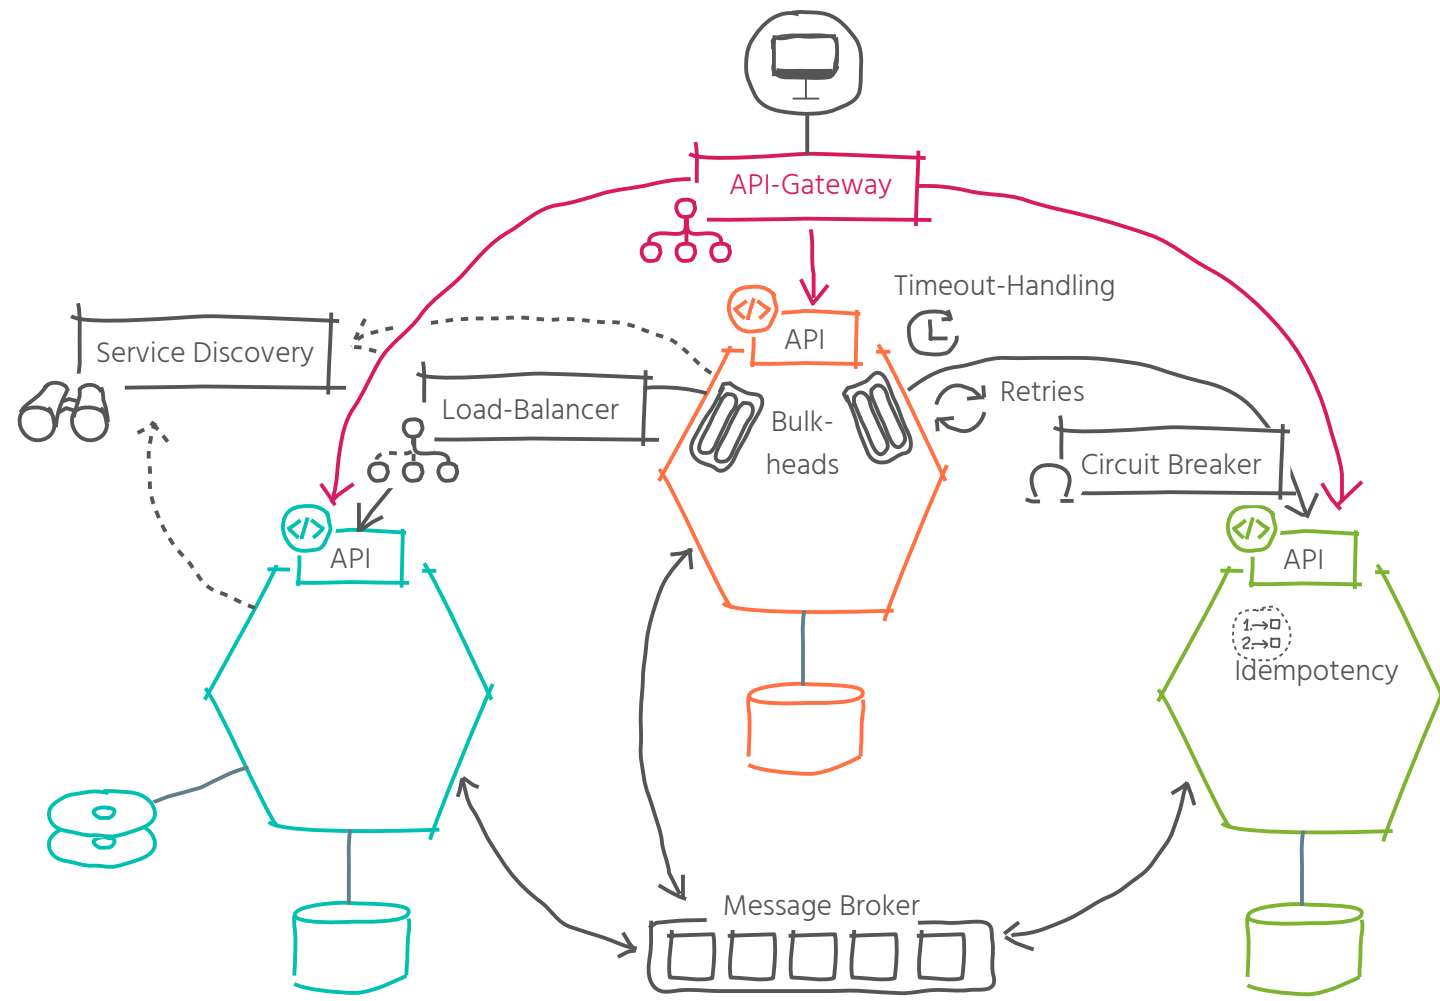 API-Gateway
Timeout-Handling
</>
API
Service Discovery
Retries
Load-Balancer
Bulk-
heads
Circuit Breaker
</>
API
</>
API
1.→
2.→
Idempotency
Message Broker